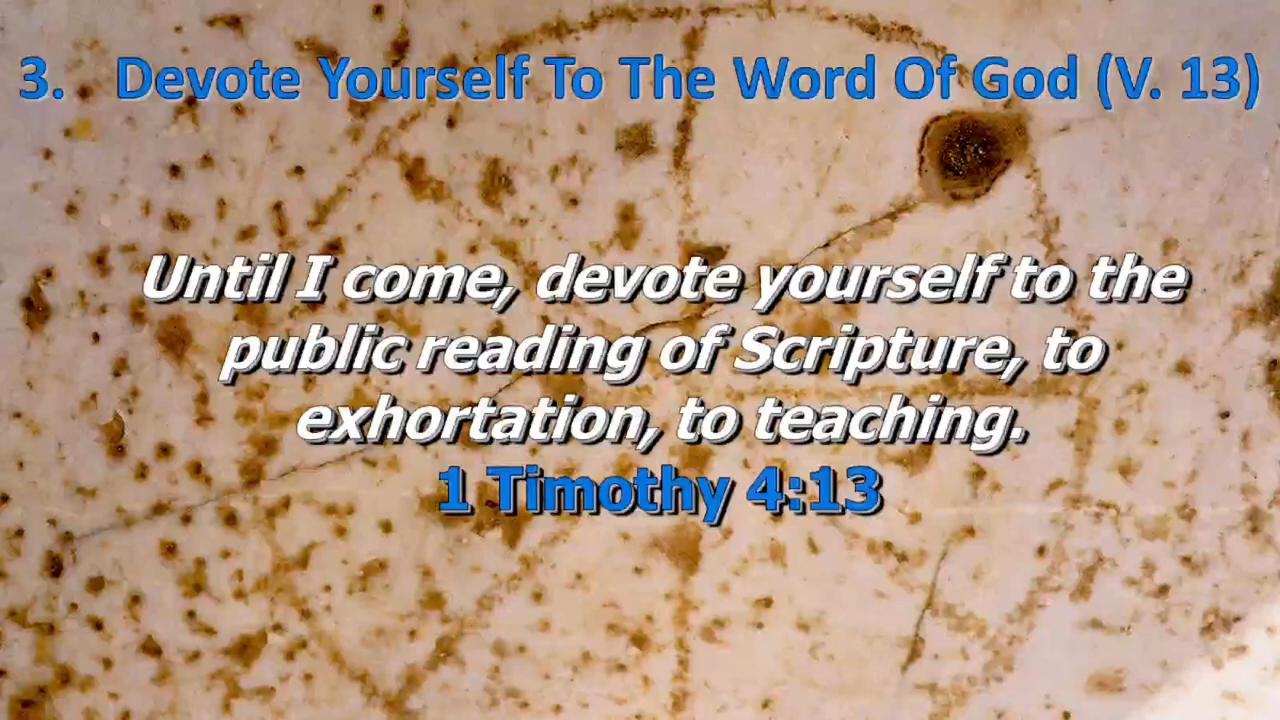 3. Devote Yourself To The Word Of God (V. 13)
Until I come, devote yourself to the
public reading of Scripture, to
exhortation, to teaching.
1 Timothy 4:13